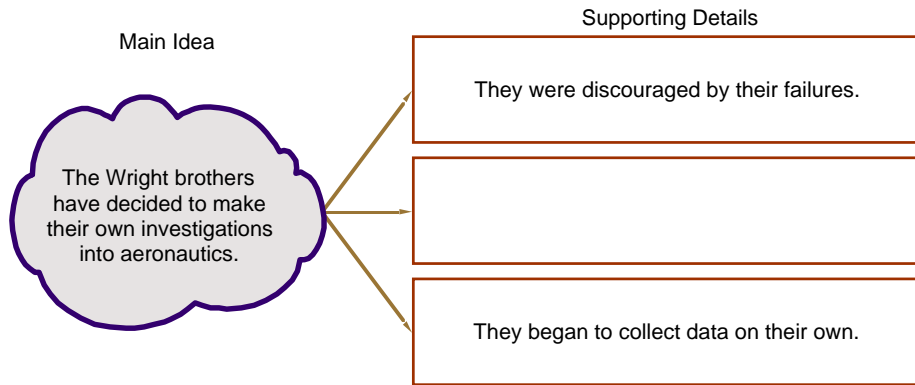 Supporting Details
Main Idea
They were discouraged by their failures.
The Wright brothers
have decided to make
their own investigations
into aeronautics.
They began to collect data on their own.